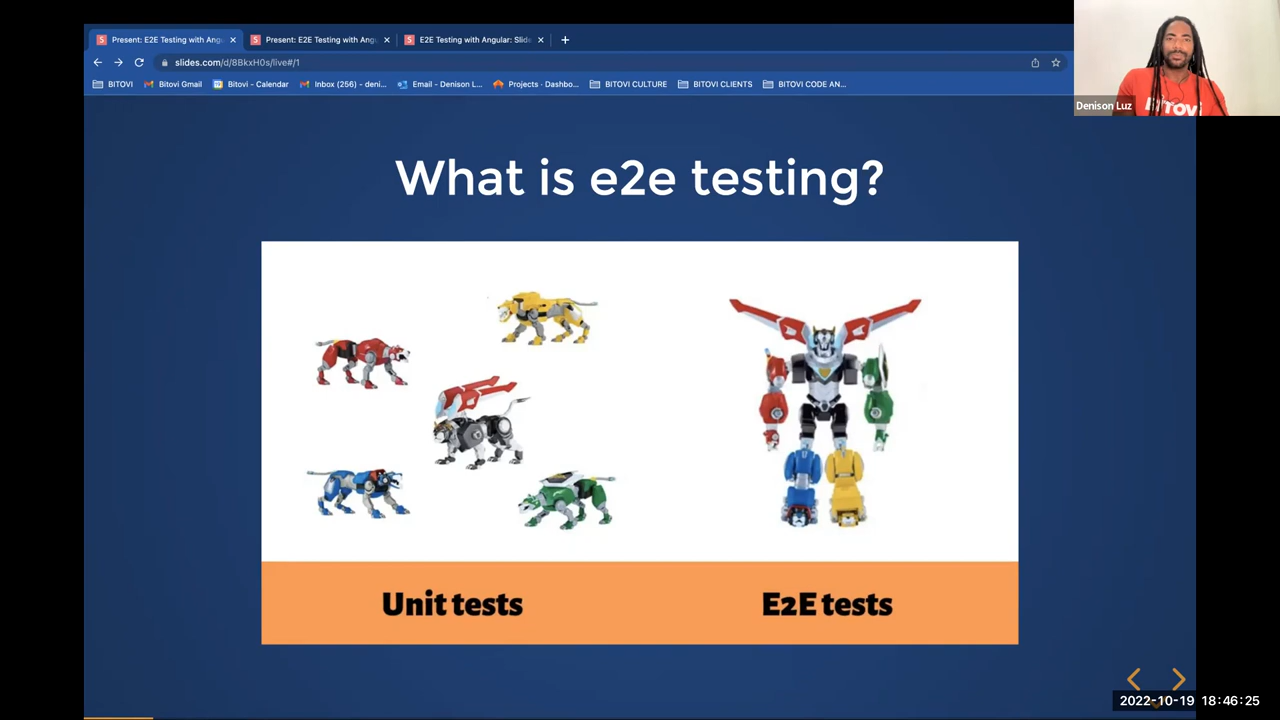 Present: E2E Testing with Angu
Present: E2E Testing with Angu
E2E Testing with Angular: Slide
slides.com/d/8BkxH0s/live#/1
BITOVI
Bitovi Gmail
Bitovi - Calendar
Inbox (256) - deni...
Email - Denison L...
Projects - Dashbo...
BITOVI CULTURE
BITOVI CLIENTS
BITOVI CODE AN...
BITOVI
Denison Luz
What is e2e testing?
Unit tests
E2E tests
2022-10-19 18:46:25